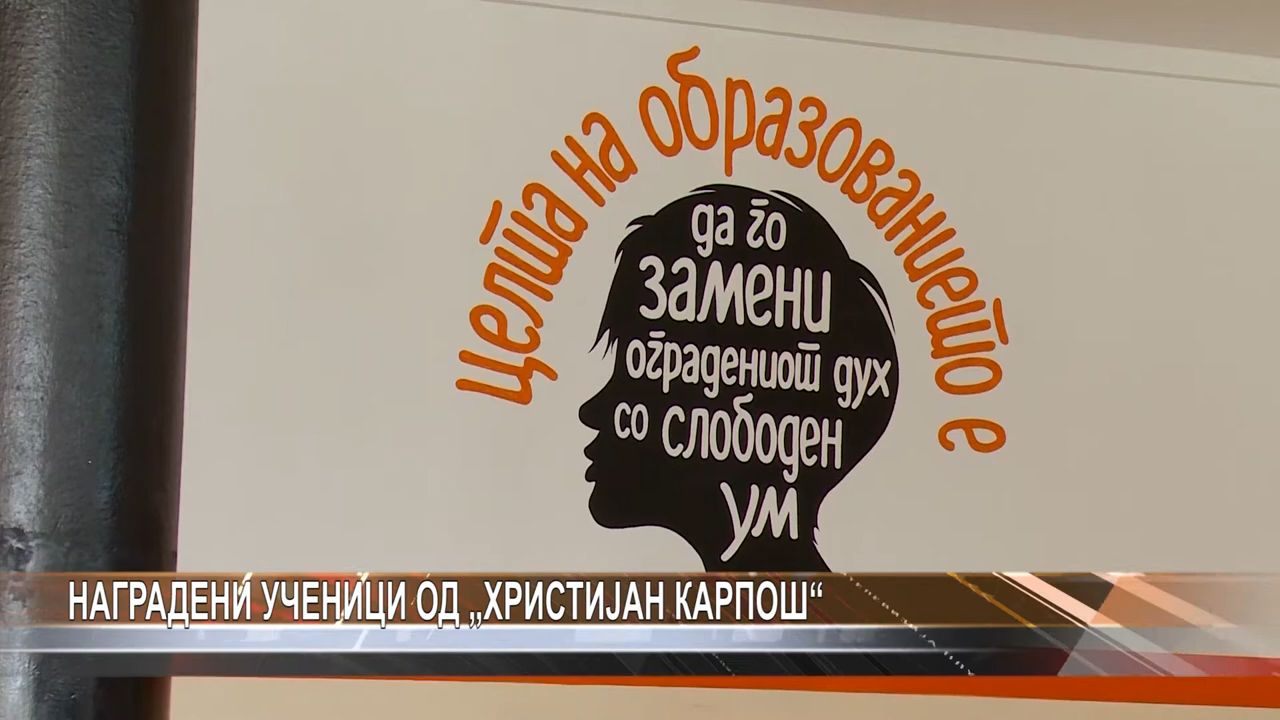 Целта на образованието е
да го
замени
оградениот дух
со слободен
ум
НАГРАДЕНИ УЧЕНИЦИ ОД „ХРИСТИЈАН КАРПОШ“